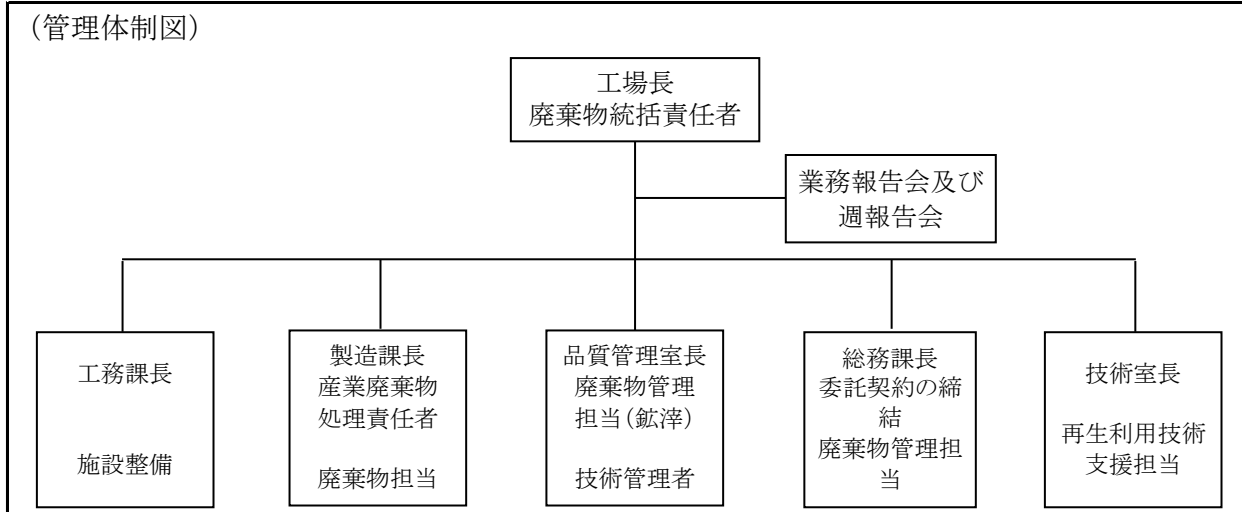 （管理体制図）
工場長
廃棄物統括責任者
業務報告会及び
週報告会
工務課長
施設整備
製造課長
産業廃棄物
処理責任者
廃棄物担当
品質管理室長
廃棄物管理
担当（鉱滓）
技術管理者
総務課長
委託契約の締
結
廃棄物管理担
当
技術室長
再生利用技術
支援担当